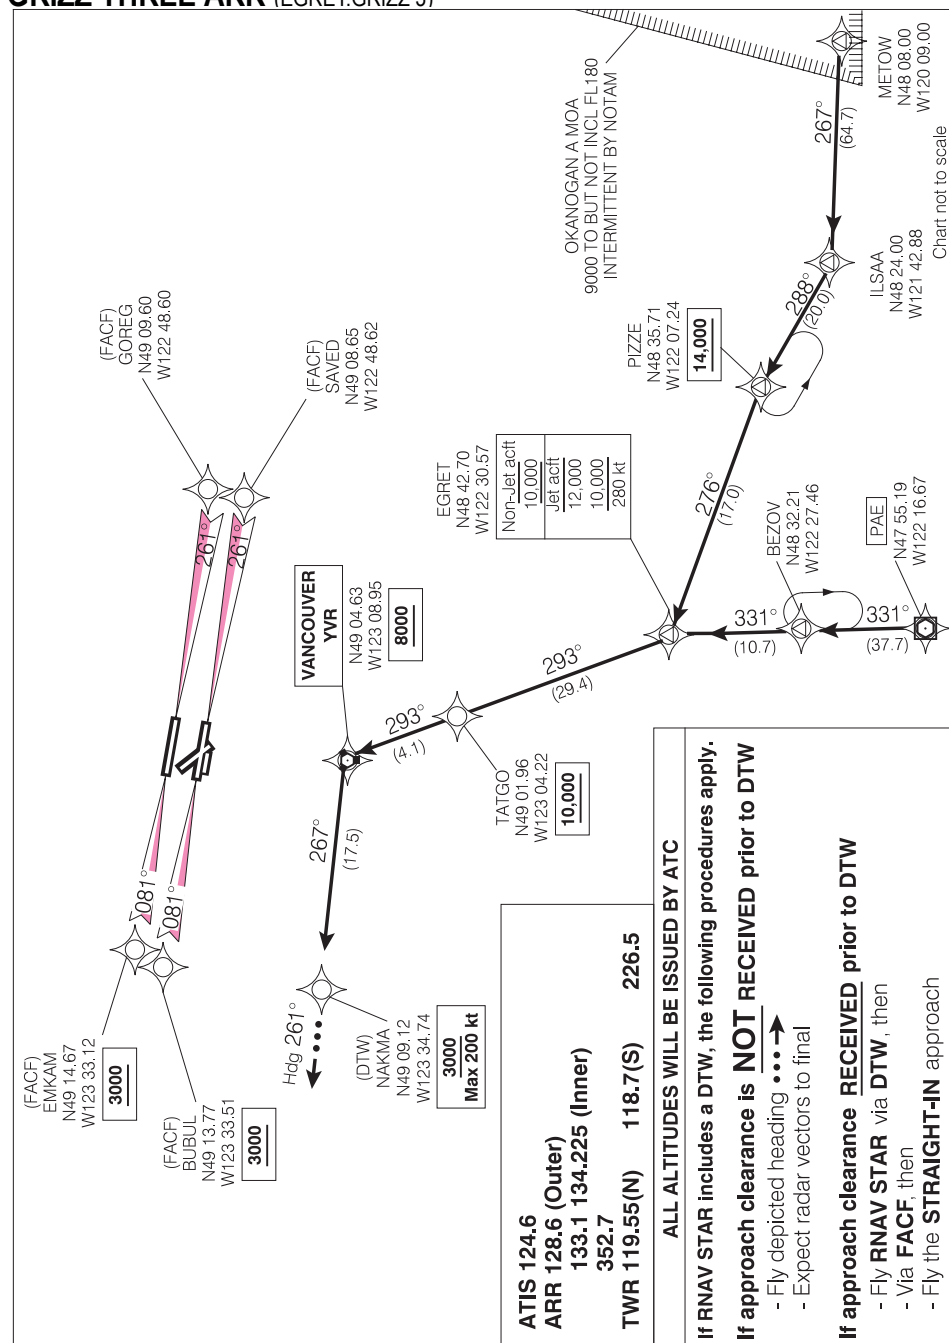 GRIZZ THREE ARR (EGRET.GRIZZ 3)
(FACF)
EMKAM
N49 14.67
W123 33.12
3000
(FACF)
BUBUL
N49 13.77
W123 33.51
3000
081°
081°
261°
261°
(FACF)
GOREG
N49 09.60
W122 48.60
(FACF)
SAVED
N49 08.65
W122 48.62
Hdg 261°
(DTW)
NAKMA
N49 09.12
W123 34.74
3000
Max 200 kt
267°
(17.5)
VANCOUVER
YVR
N49 04.63
W123 08.95
8000
293°
(4.1)
TATGO
N49 01.96
W123 04.22
10,000
293°
(29.4)
EGRET
N48 42.70
W122 30.57
Non-Jet acft
10,000
Jet acft
12,000
10,000
280 kt
276°
(17.0)
PIZZE
N48 35.71
W122 07.24
14,000
288°
(20.0)
ILSAA
N48 24.00
W121 42.88
267°
(64.7)
METOW
N48 08.00
W120 09.00
OKANOGAN A MOA
9000 TO BUT NOT INCL FL180
INTERMITTENT BY NOTAM
331°
(10.7)
BEZOV
N48 32.21
W122 27.46
331°
(37.7)
PAE
N47 55.19
W122 16.67
Chart not to scale
ATIS 124.6
ARR 128.6 (Outer)
133.1 134.225 (Inner)
352.7
TWR 119.55(N) 118.7(S) 226.5
ALL ALTITUDES WILL BE ISSUED BY ATC
If RNAV STAR includes a DTW, the following procedures apply.
If approach clearance is NOT RECEIVED prior to DTW
- Fly depicted heading
- Expect radar vectors to final
If approach clearance RECEIVED prior to DTW
- Fly RNAV STAR via DTW, then
- Via FACF, then
- Fly the STRAIGHT-IN approach